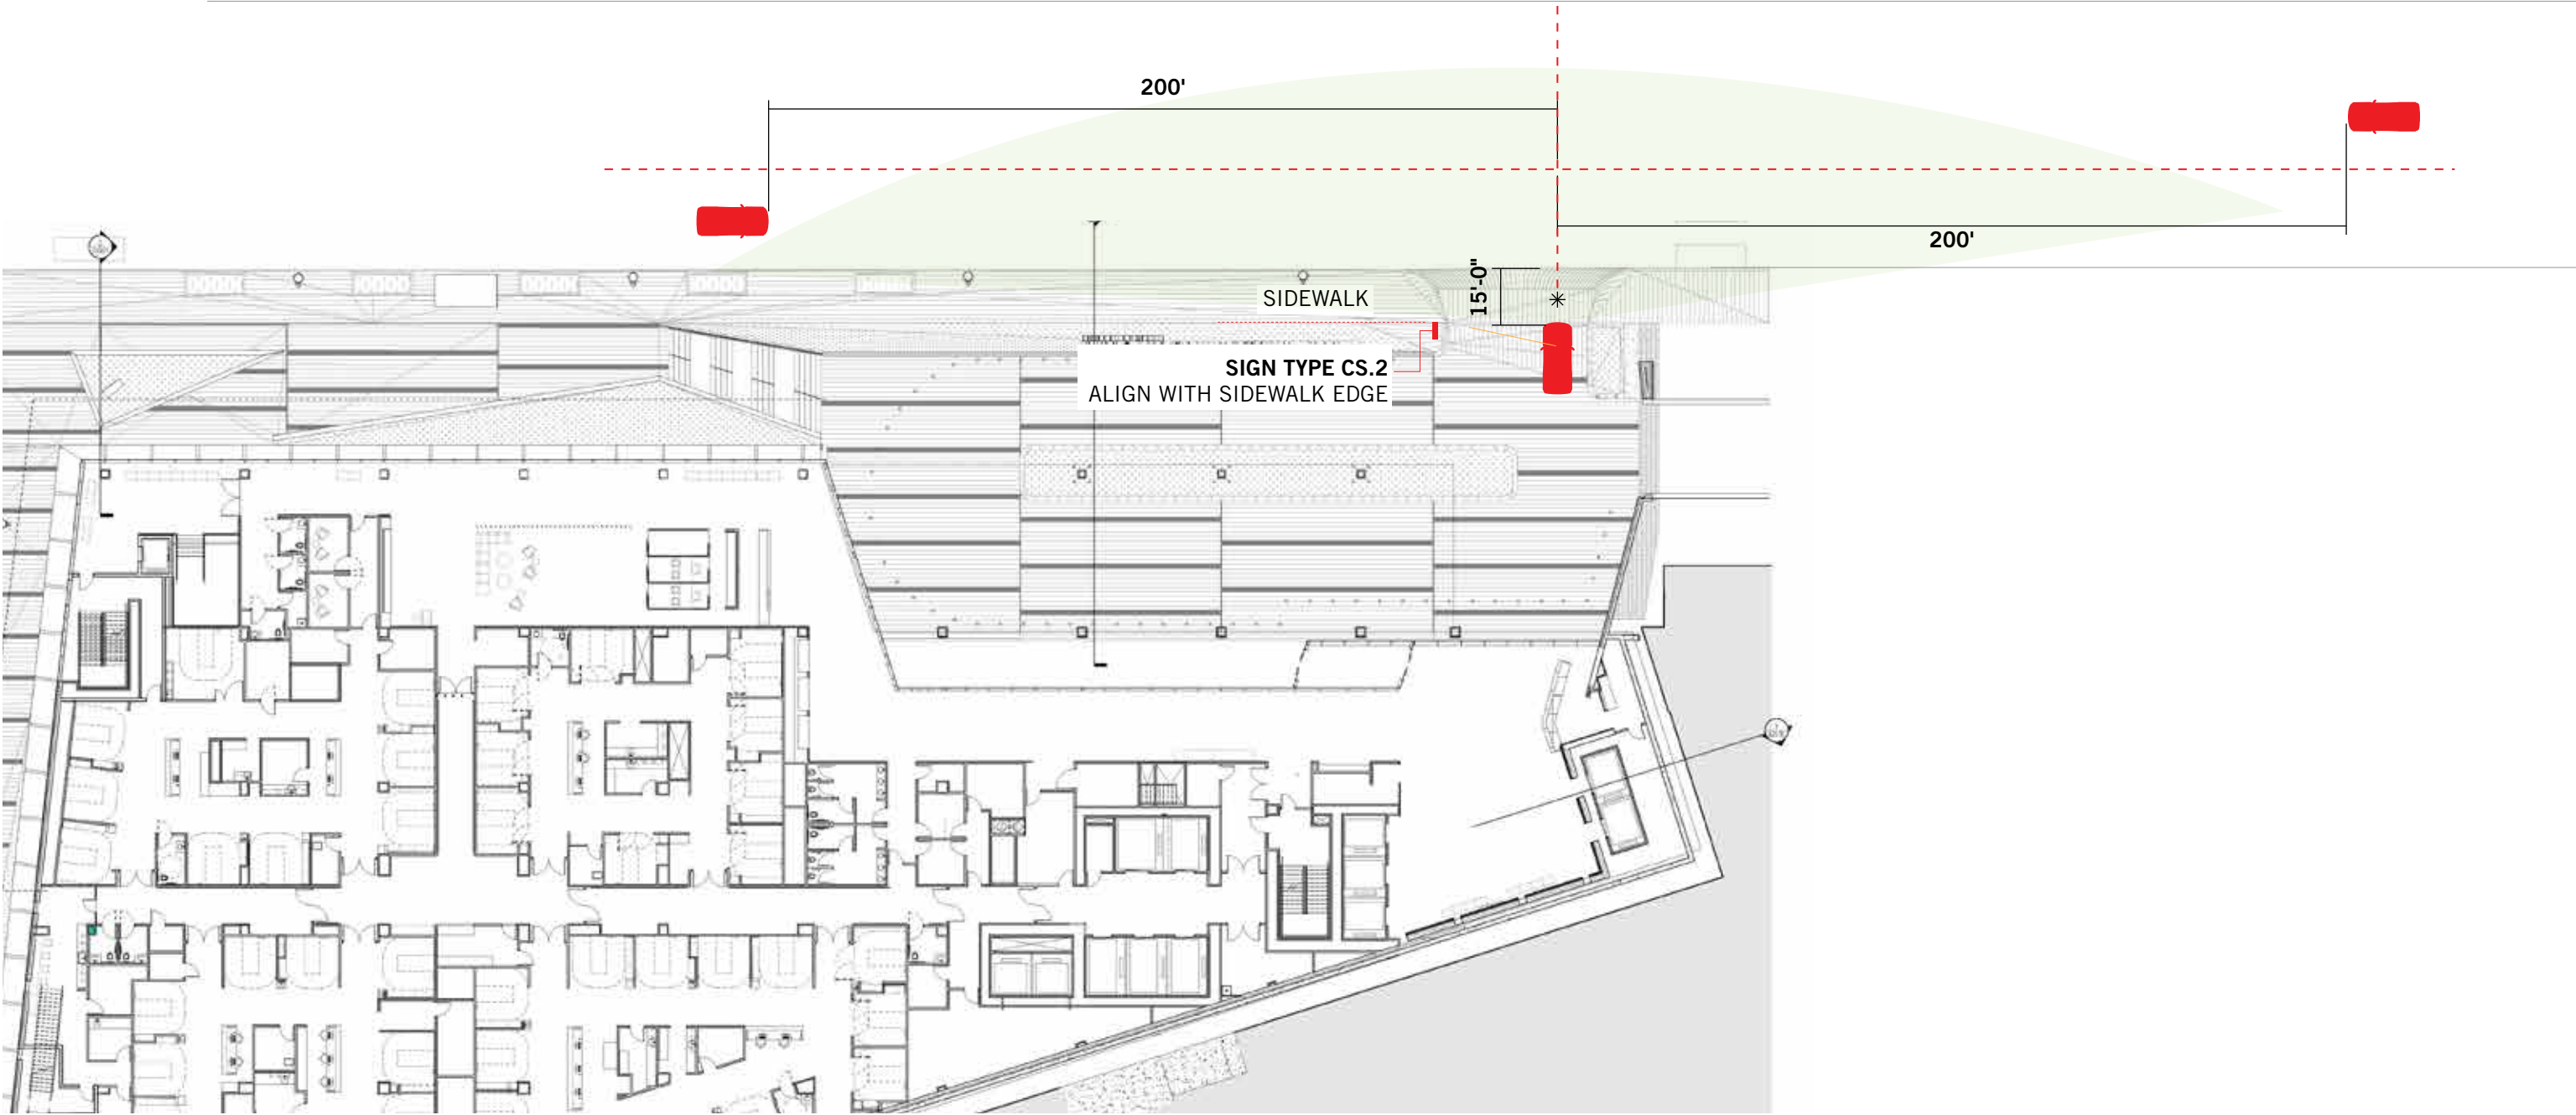 200'
200'
15'-0"
SIDEWALK
SIGN TYPE CS.2
ALIGN WITH SIDEWALK EDGE